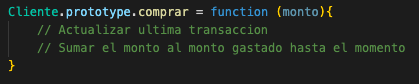 Cliente.prototype.comprar = function (monto){
    // Actualizar ultima transaccion
    // Sumar el monto al monto gastado hasta el momento
}